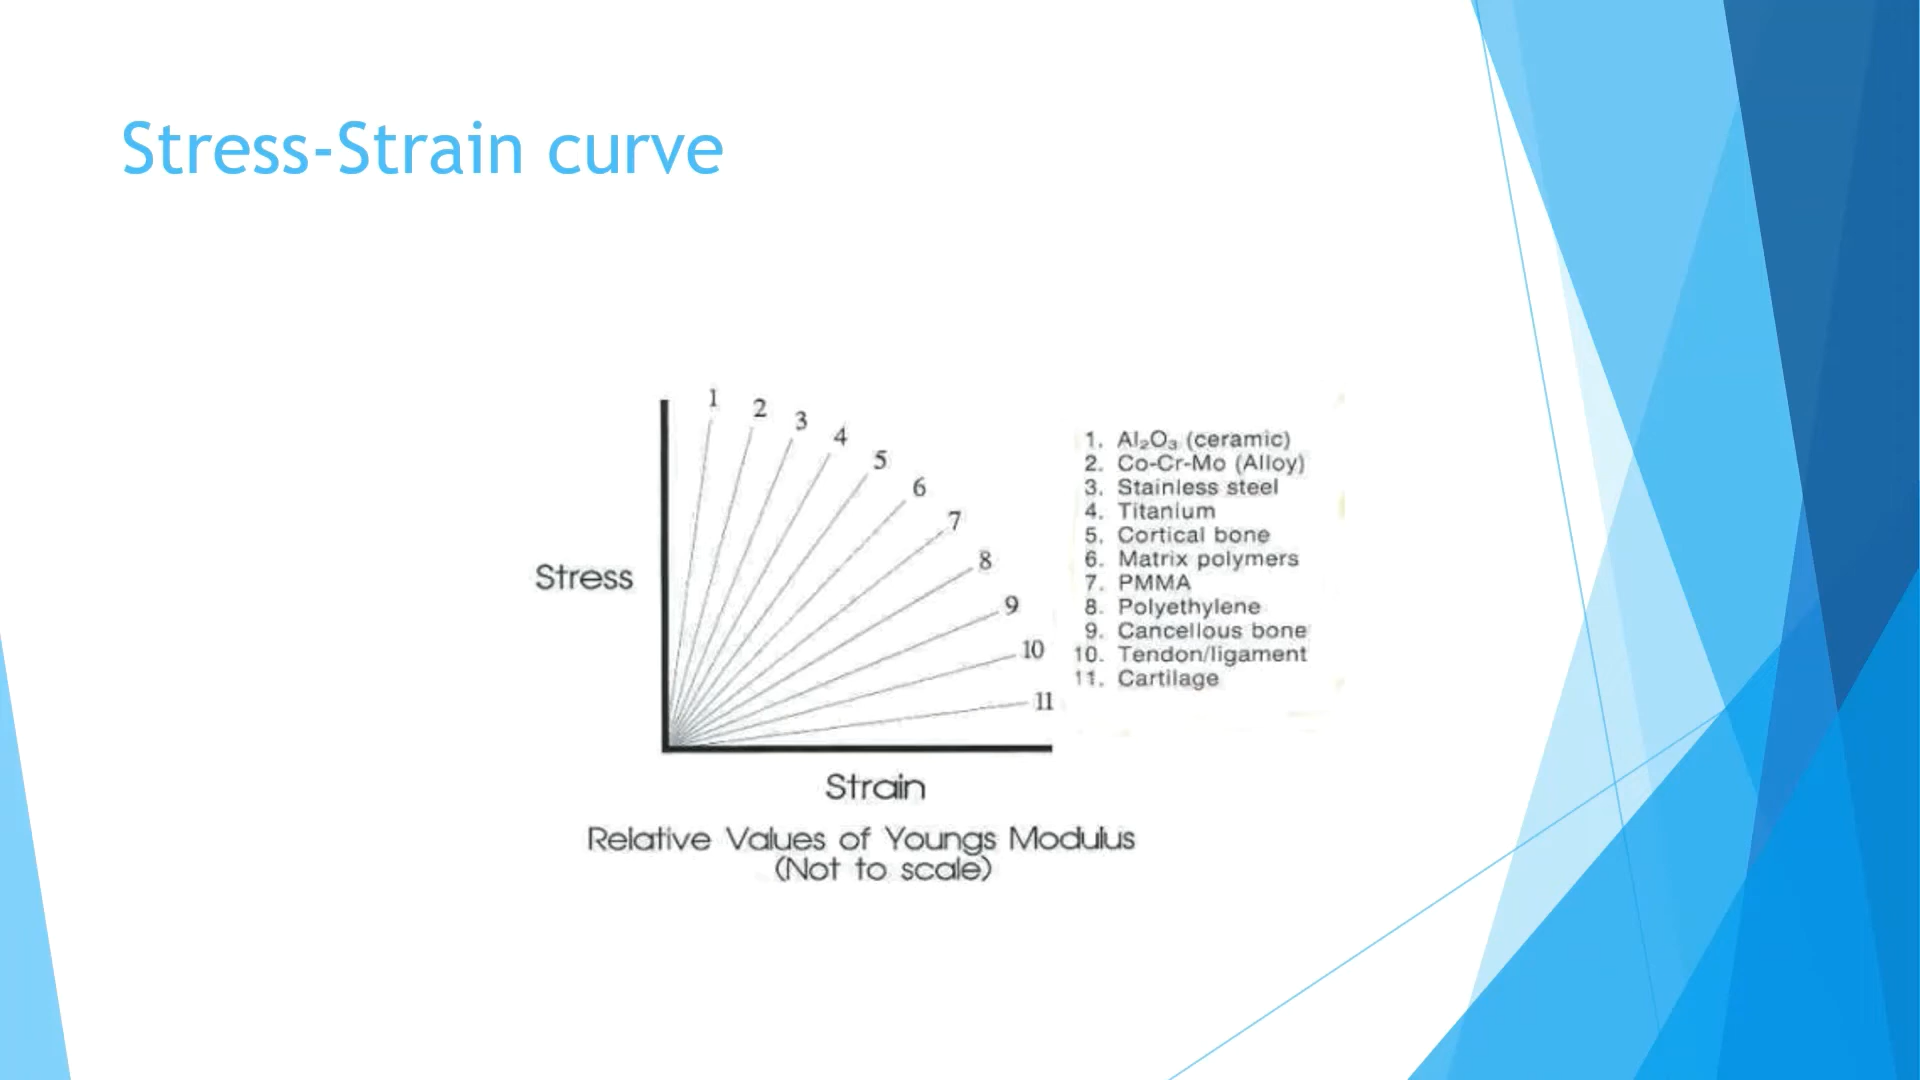 Stress-Strain curve
1
2
3
4
5
6
7
8
9
10
11
Stress
Strain
1. Al₂O₃ (ceramic)
2. Co-Cr-Mo (Alloy)
3. Stainless steel
4. Titanium
5. Cortical bone
6. Matrix polymers
7. PMMA
8. Polyethylene
9. Cancellous bone
10. Tendon/ligament
11. Cartilage
Relative Values of Youngs Modulus
(Not to scale)